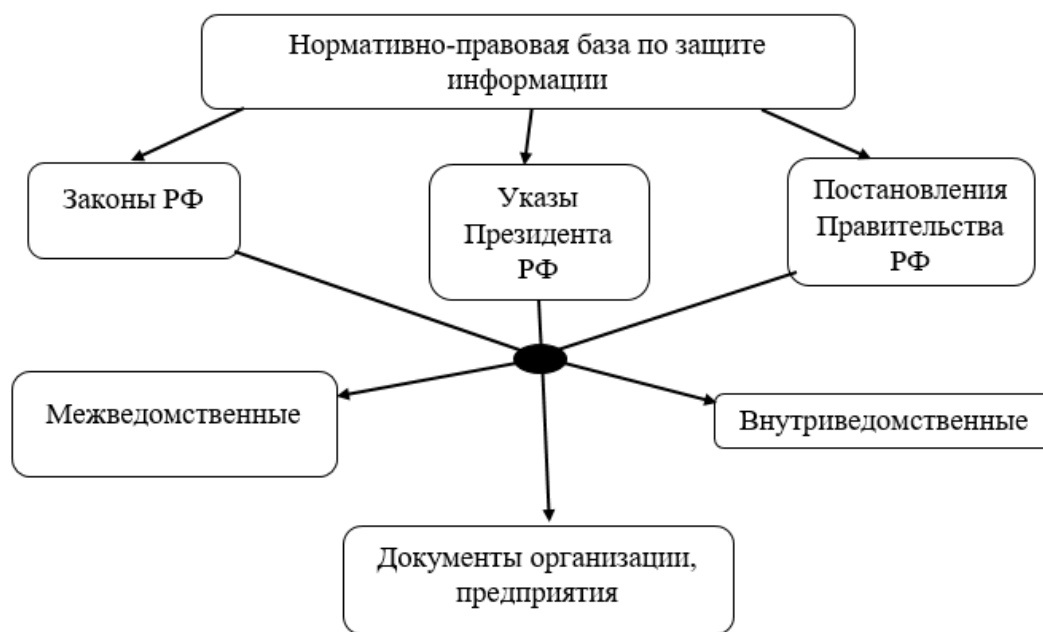 Нормативно-правовая база по защите
информации
Законы РФ
Указы
Президента
РФ
Постановления
Правительства
РФ
Межведомственные
Внутриведомственные
Документы организации,
предприятия